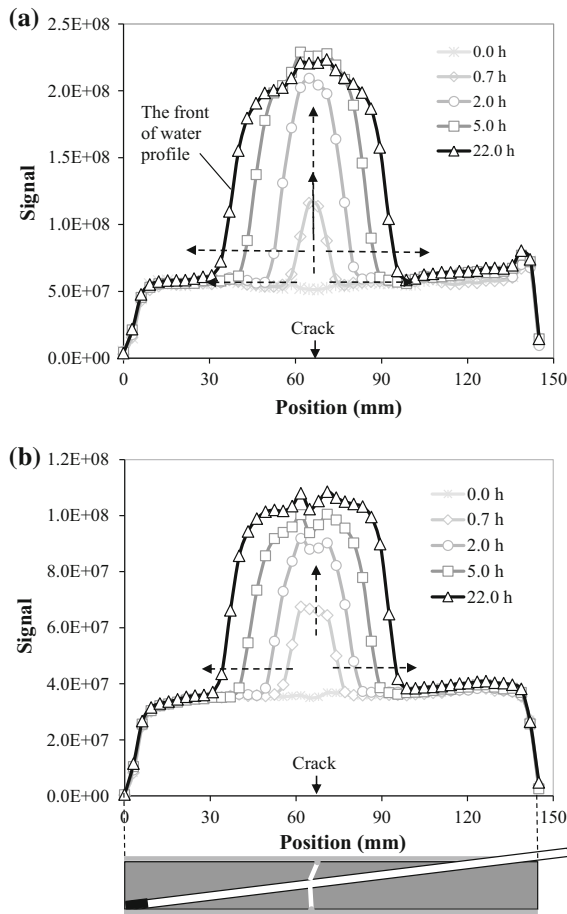 (a)
2.5E+08
2.0E+08
1.5E+08
1.0E+08
5.0E+07
0.0E+00
Signal
0.0 h
0.7 h
2.0 h
5.0 h
22.0 h
The front
of water
profile
Crack
0 30 60 90 120 150
Position (mm)
(b)
1.2E+08
1.0E+08
8.0E+07
6.0E+07
4.0E+07
2.0E+07
0.0E+00
Signal
0.0 h
0.7 h
2.0 h
5.0 h
22.0 h
Crack
0 30 60 90 120 150
Position (mm)